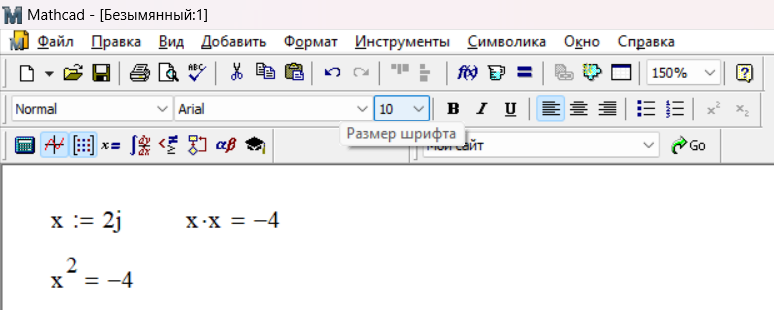 Mathcad - [Безымянный:1]
Файл Правка Вид Добавить Формат Инструменты Символика Окно Справка
150%
Normal Arial 10 B I U x² x₂
Размер шрифта
x= αβ Мой сайт Go
x := 2j x·x = −4
x² = −4